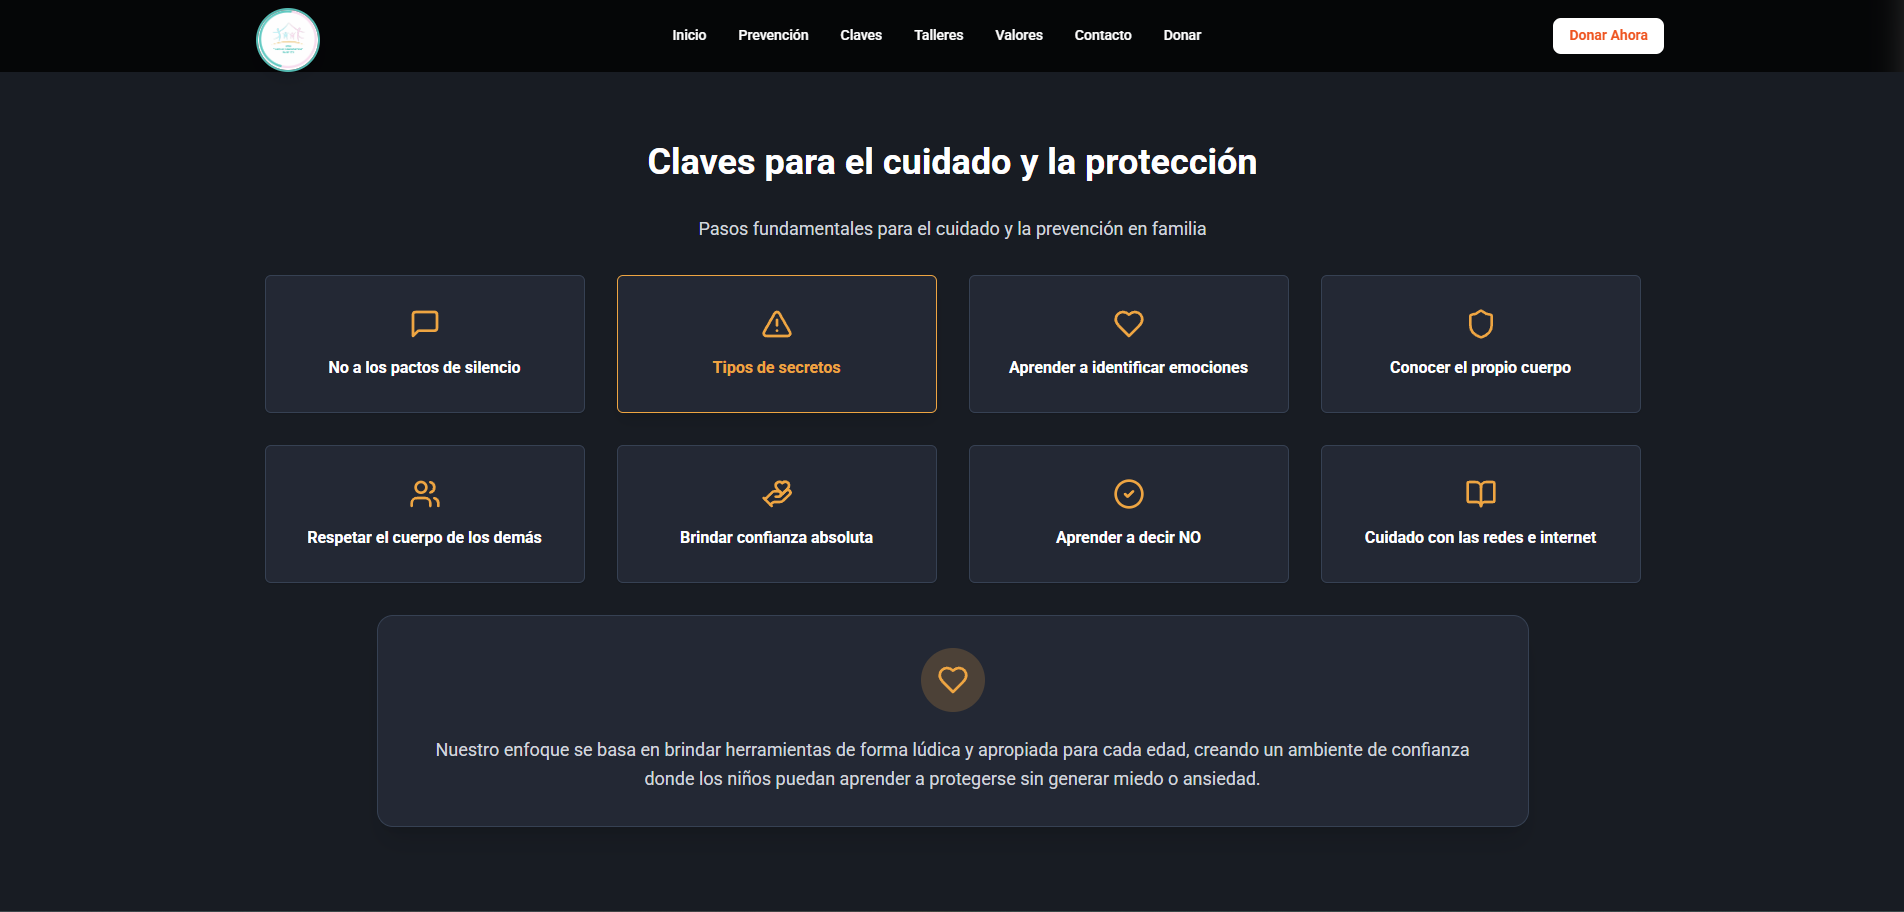 Inicio Prevención Claves Talleres Valores Contacto Donar Donar Ahora
Claves para el cuidado y la protección
Pasos fundamentales para el cuidado y la prevención en familia
No a los pactos de silencio
Tipos de secretos
Aprender a identificar emociones
Conocer el propio cuerpo
Respetar el cuerpo de los demás
Brindar confianza absoluta
Aprender a decir NO
Cuidado con las redes e internet
Nuestro enfoque se basa en brindar herramientas de forma lúdica y apropiada para cada edad, creando un ambiente de confianza
donde los niños puedan aprender a protegerse sin generar miedo o ansiedad.